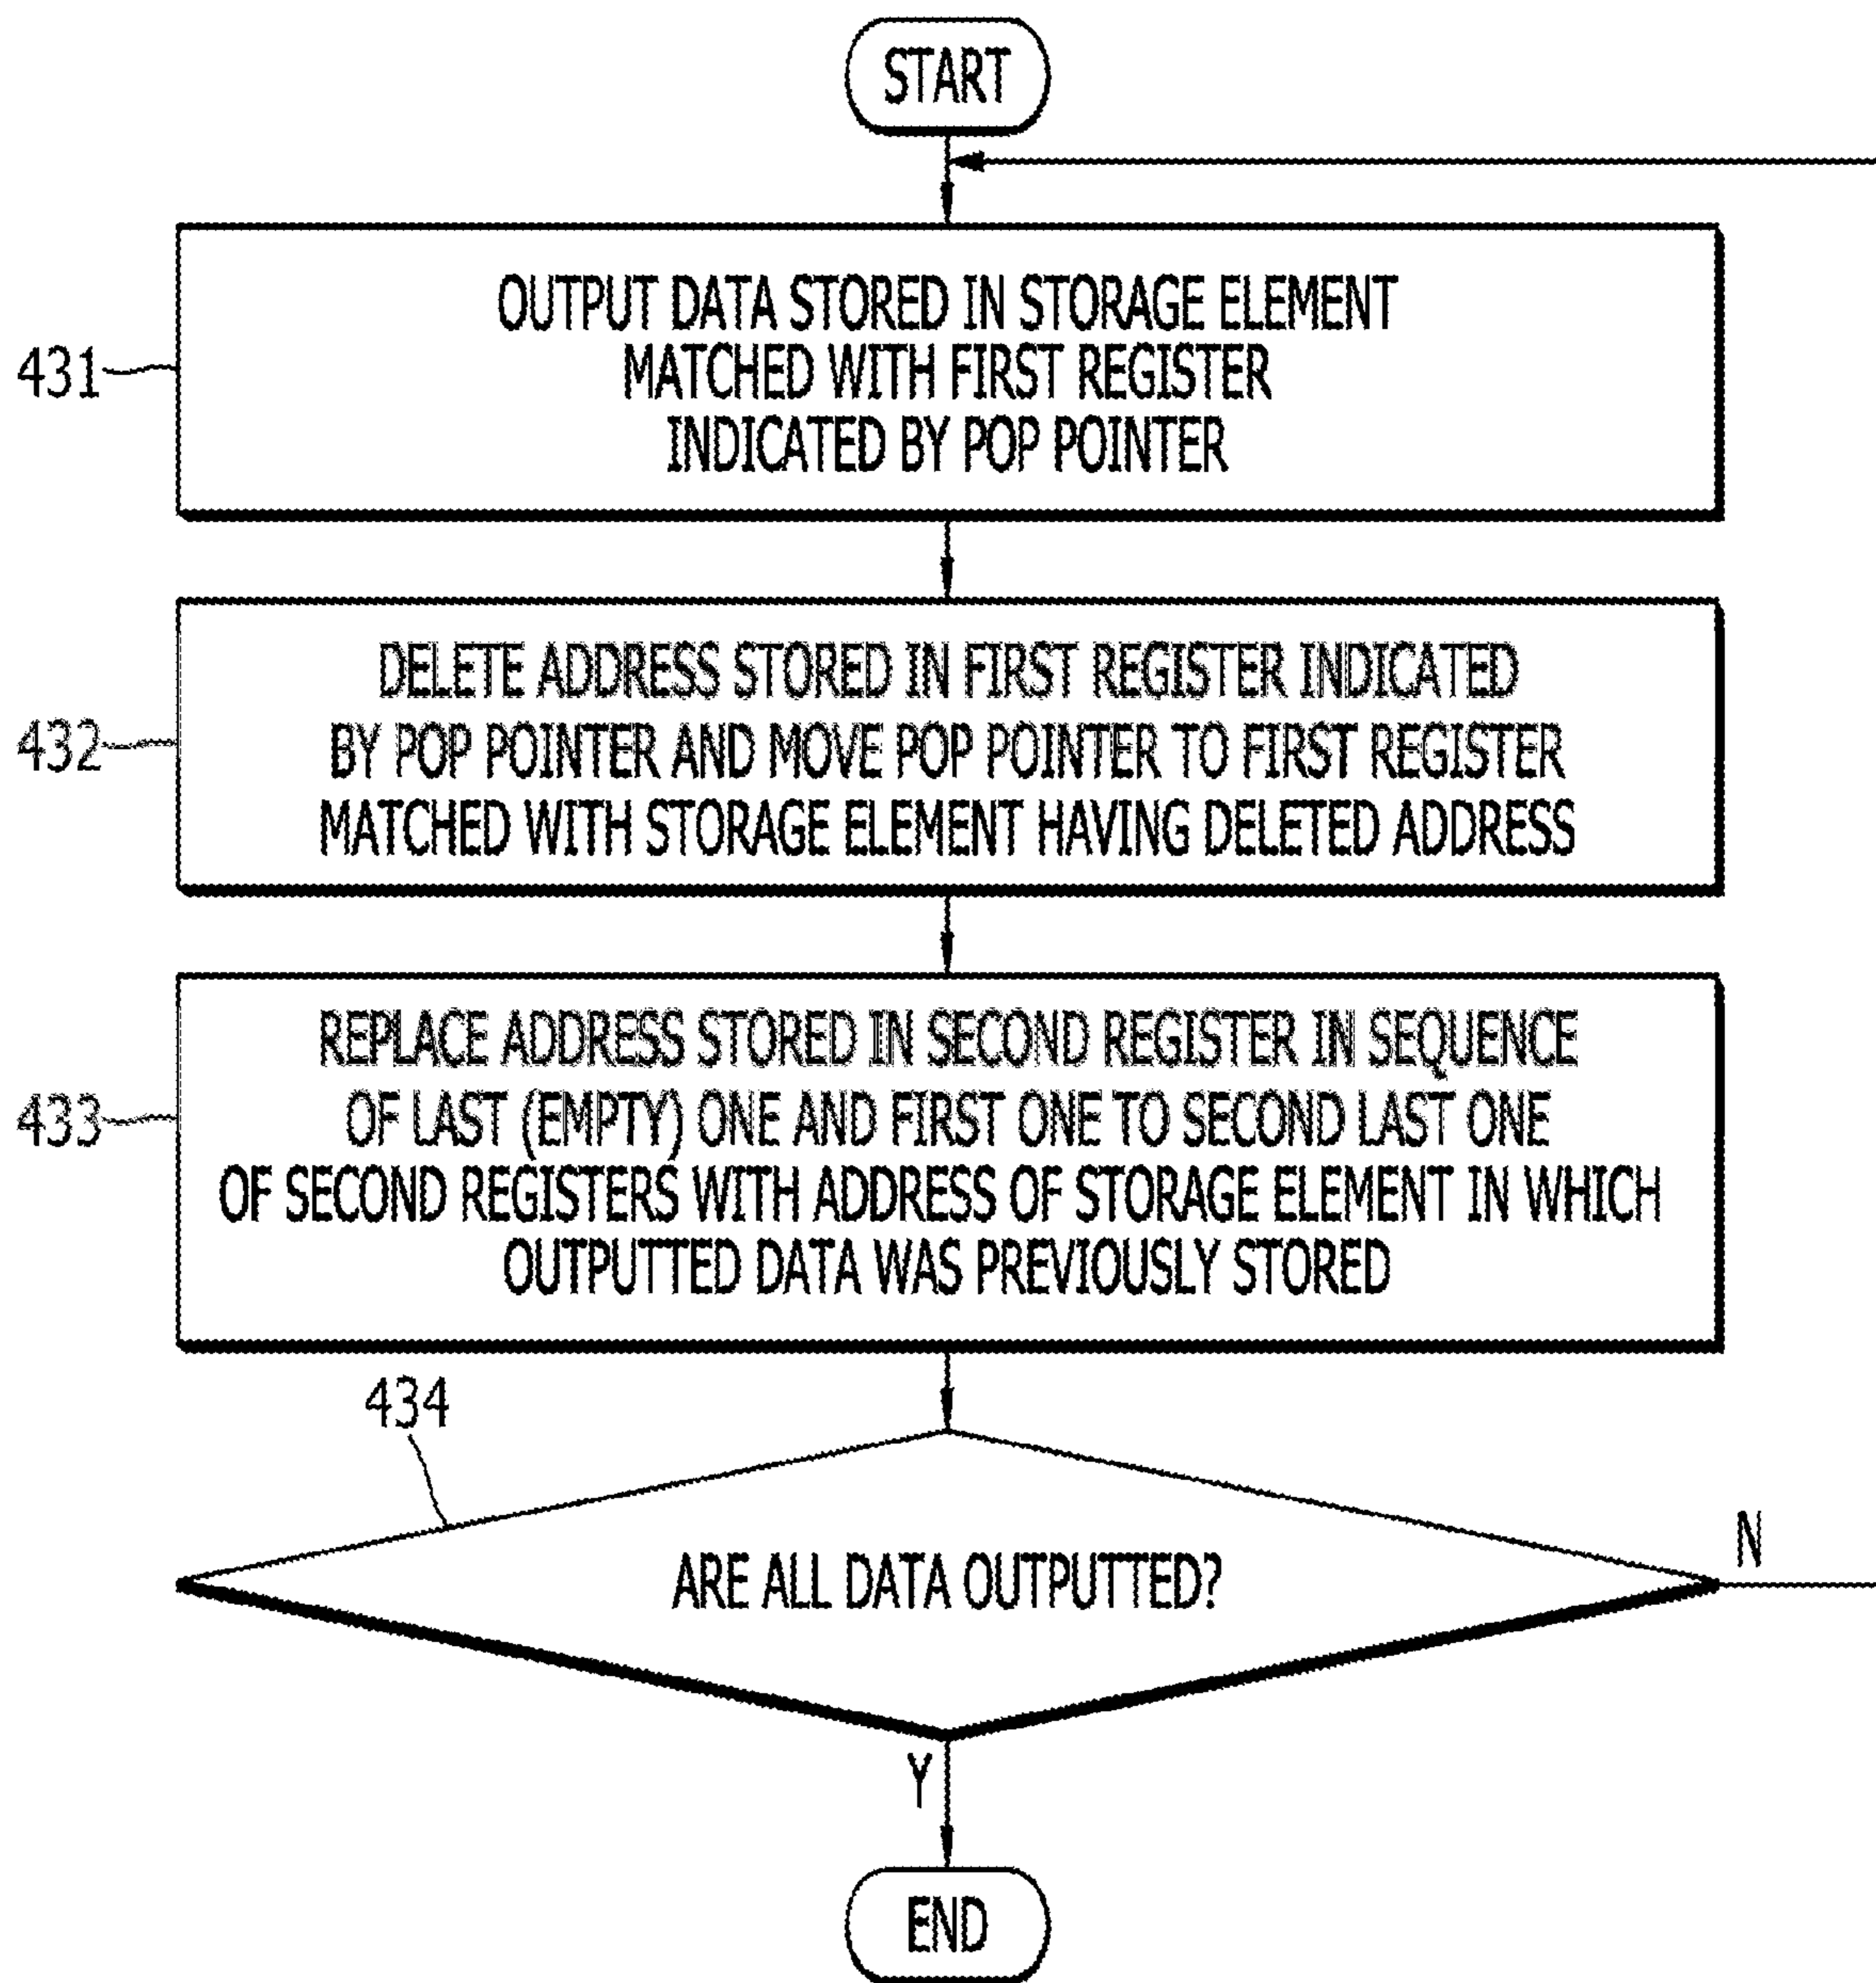 START
431
OUTPUT DATA STORED IN STORAGE ELEMENT
MATCHED WITH FIRST REGISTER
INDICATED BY POP POINTER
432
DELETE ADDRESS STORED IN FIRST REGISTER INDICATED
BY POP POINTER AND MOVE POP POINTER TO FIRST REGISTER
MATCHED WITH STORAGE ELEMENT HAVING DELETED ADDRESS
433
REPLACE ADDRESS STORED IN SECOND REGISTER IN SEQUENCE
OF LAST (EMPTY) ONE AND FIRST ONE TO SECOND LAST ONE
OF SECOND REGISTERS WITH ADDRESS OF STORAGE ELEMENT IN WHICH
OUTPUTTED DATA WAS PREVIOUSLY STORED
434
ARE ALL DATA OUTPUTTED?
N
Y
END